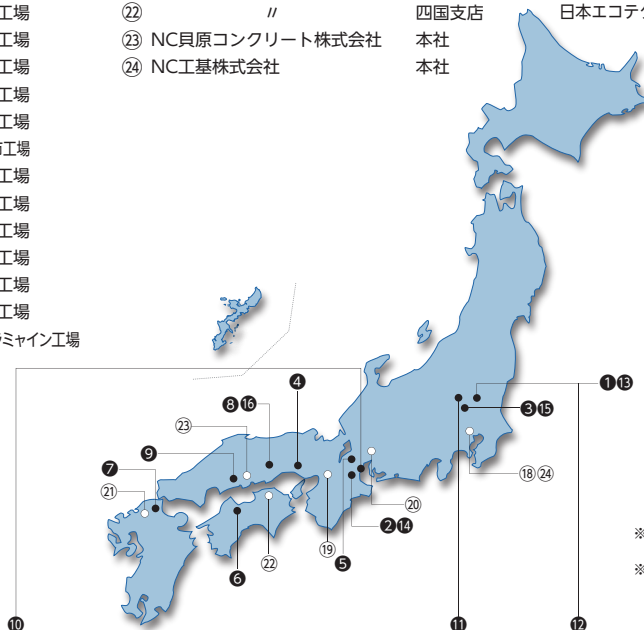 工場 ㉒ 〃 四国支店 日本エコテク
工場 ㉓ NC貝原コンクリート株式会社 本社
工場 ㉔ NC工基株式会社 本社
工場
工場
工場
工場
工場
工場
工場
工場
ミャイン工場
❹
❶⓭
❽⓰
❸⓯
㉓
❾
❼
⑱㉔
㉑
⑳
❷⓮
⑲
❺
㉒
❻
※
※
❿
⓫
⓬